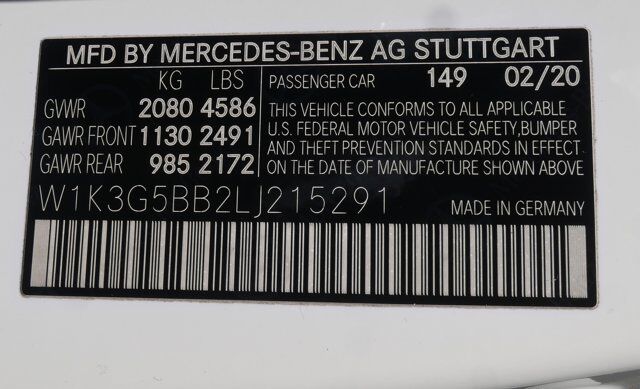 MFD BY MERCEDES-BENZ AG STUTTGART
KG LBS
GVWR 2080 4586
GAWR FRONT 1130 2491
GAWR REAR 985 2172
PASSENGER CAR 149 02/20
THIS VEHICLE CONFORMS TO ALL APPLICABLE
U.S. FEDERAL MOTOR VEHICLE SAFETY,BUMPER
AND THEFT PREVENTION STANDARDS IN EFFECT
ON THE DATE OF MANUFACTURE SHOWN ABOVE
W1K3G5BB2LJ215291
MADE IN GERMANY